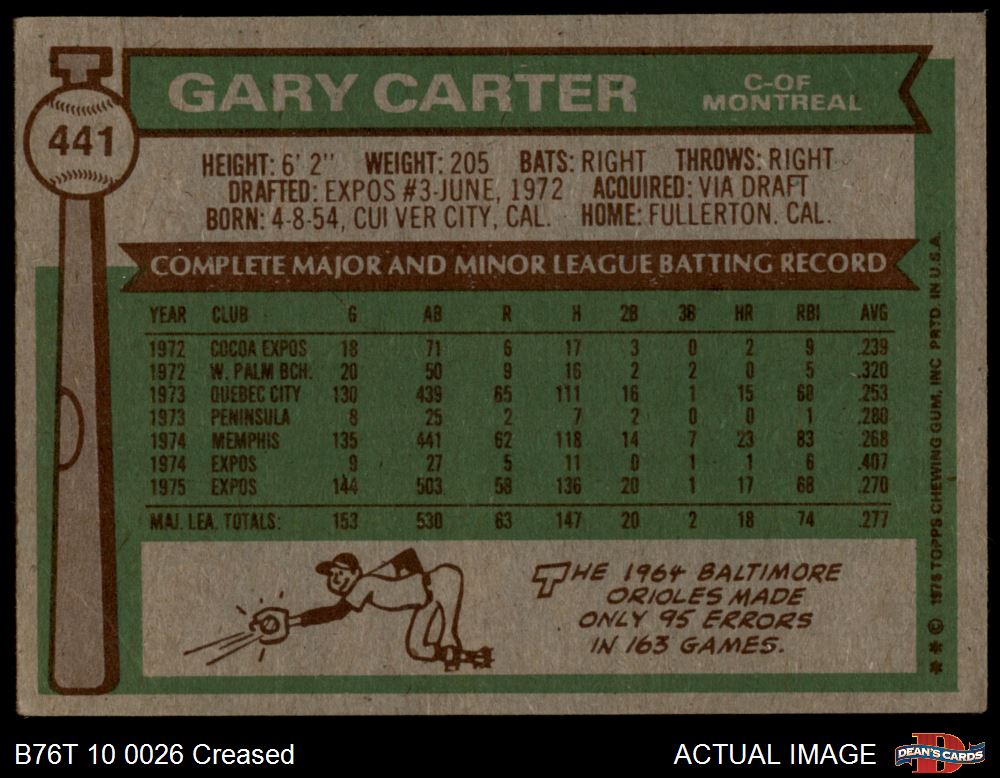 GARY CARTER
C-OF
MONTREAL
441
HEIGHT: 6' 2" WEIGHT: 205 BATS: RIGHT THROWS: RIGHT
DRAFTED: EXPOS #3-JUNE, 1972 ACQUIRED: VIA DRAFT
BORN: 4-8-54, CUI VER CITY, CAL. HOME: FULLERTON. CAL.
COMPLETE MAJOR AND MINOR LEAGUE BATTING RECORD
YEAR CLUB G AB R H 2B 3B HR RBI AVG
1972 COCOA EXPOS 18 71 6 17 3 0 2 9 .239
1972 W. PALM BCH. 20 50 9 16 2 2 0 5 .320
1973 QUEBEC CITY 130 439 65 111 16 1 15 68 .253
1973 PENINSULA 8 25 2 7 2 0 0 1 .280
1974 MEMPHIS 135 441 62 118 14 7 23 83 .268
1974 EXPOS 9 27 5 11 0 1 1 6 .407
1975 EXPOS 144 503 58 136 20 1 17 68 .270
MAJ. LEA. TOTALS: 153 530 63 147 20 2 18 74 .277
THE 1964 BALTIMORE
ORIOLES MADE
ONLY 95 ERRORS
IN 163 GAMES.
** © 1976 TOPPS CHEWING GUM, INC PRTD. IN U.S.A.
B76T 10 0026 Creased
ACTUAL IMAGE
DEAN'S CARDS